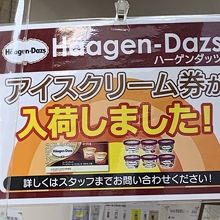 Häagen-Dazs
Häagen-Dazs
ハーゲンダッツ
アイスクリーム券が
入荷しました!
詳しくはスタッフまでお問い合わせください!